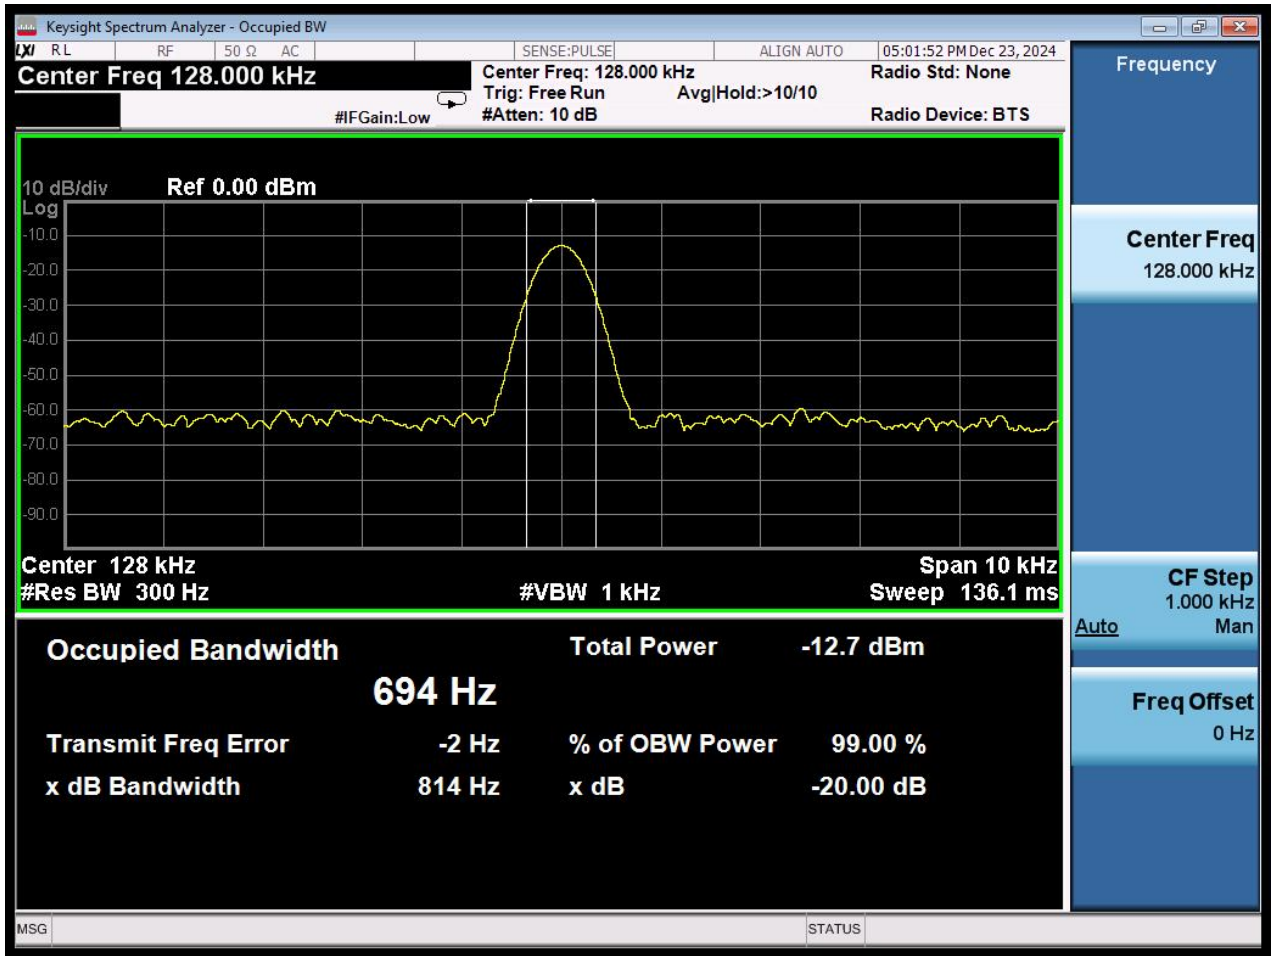 Keysight Spectrum Analyzer - Occupied BW
LXI RL RF 50 Ω AC SENSE:PULSE ALIGN AUTO 05:01:52 PM Dec 23, 2024
Center Freq 128.000 kHz
Center Freq: 128.000 kHz
Radio Std: None
Trig: Free Run Avg|Hold:>10/10
#IFGain:Low
#Atten: 10 dB
Radio Device: BTS
Frequency
10 dB/div Ref 0.00 dBm
Log
-10.0
-20.0
-30.0
-40.0
-50.0
-60.0
-70.0
-80.0
-90.0
Center 128 kHz Span 10 kHz
#Res BW 300 Hz #VBW 1 kHz Sweep 136.1 ms
Occupied Bandwidth Total Power -12.7 dBm
694 Hz
Transmit Freq Error -2 Hz % of OBW Power 99.00 %
x dB Bandwidth 814 Hz x dB -20.00 dB
Center Freq
128.000 kHz
CF Step
1.000 kHz
Auto Man
Freq Offset
0 Hz
MSG STATUS